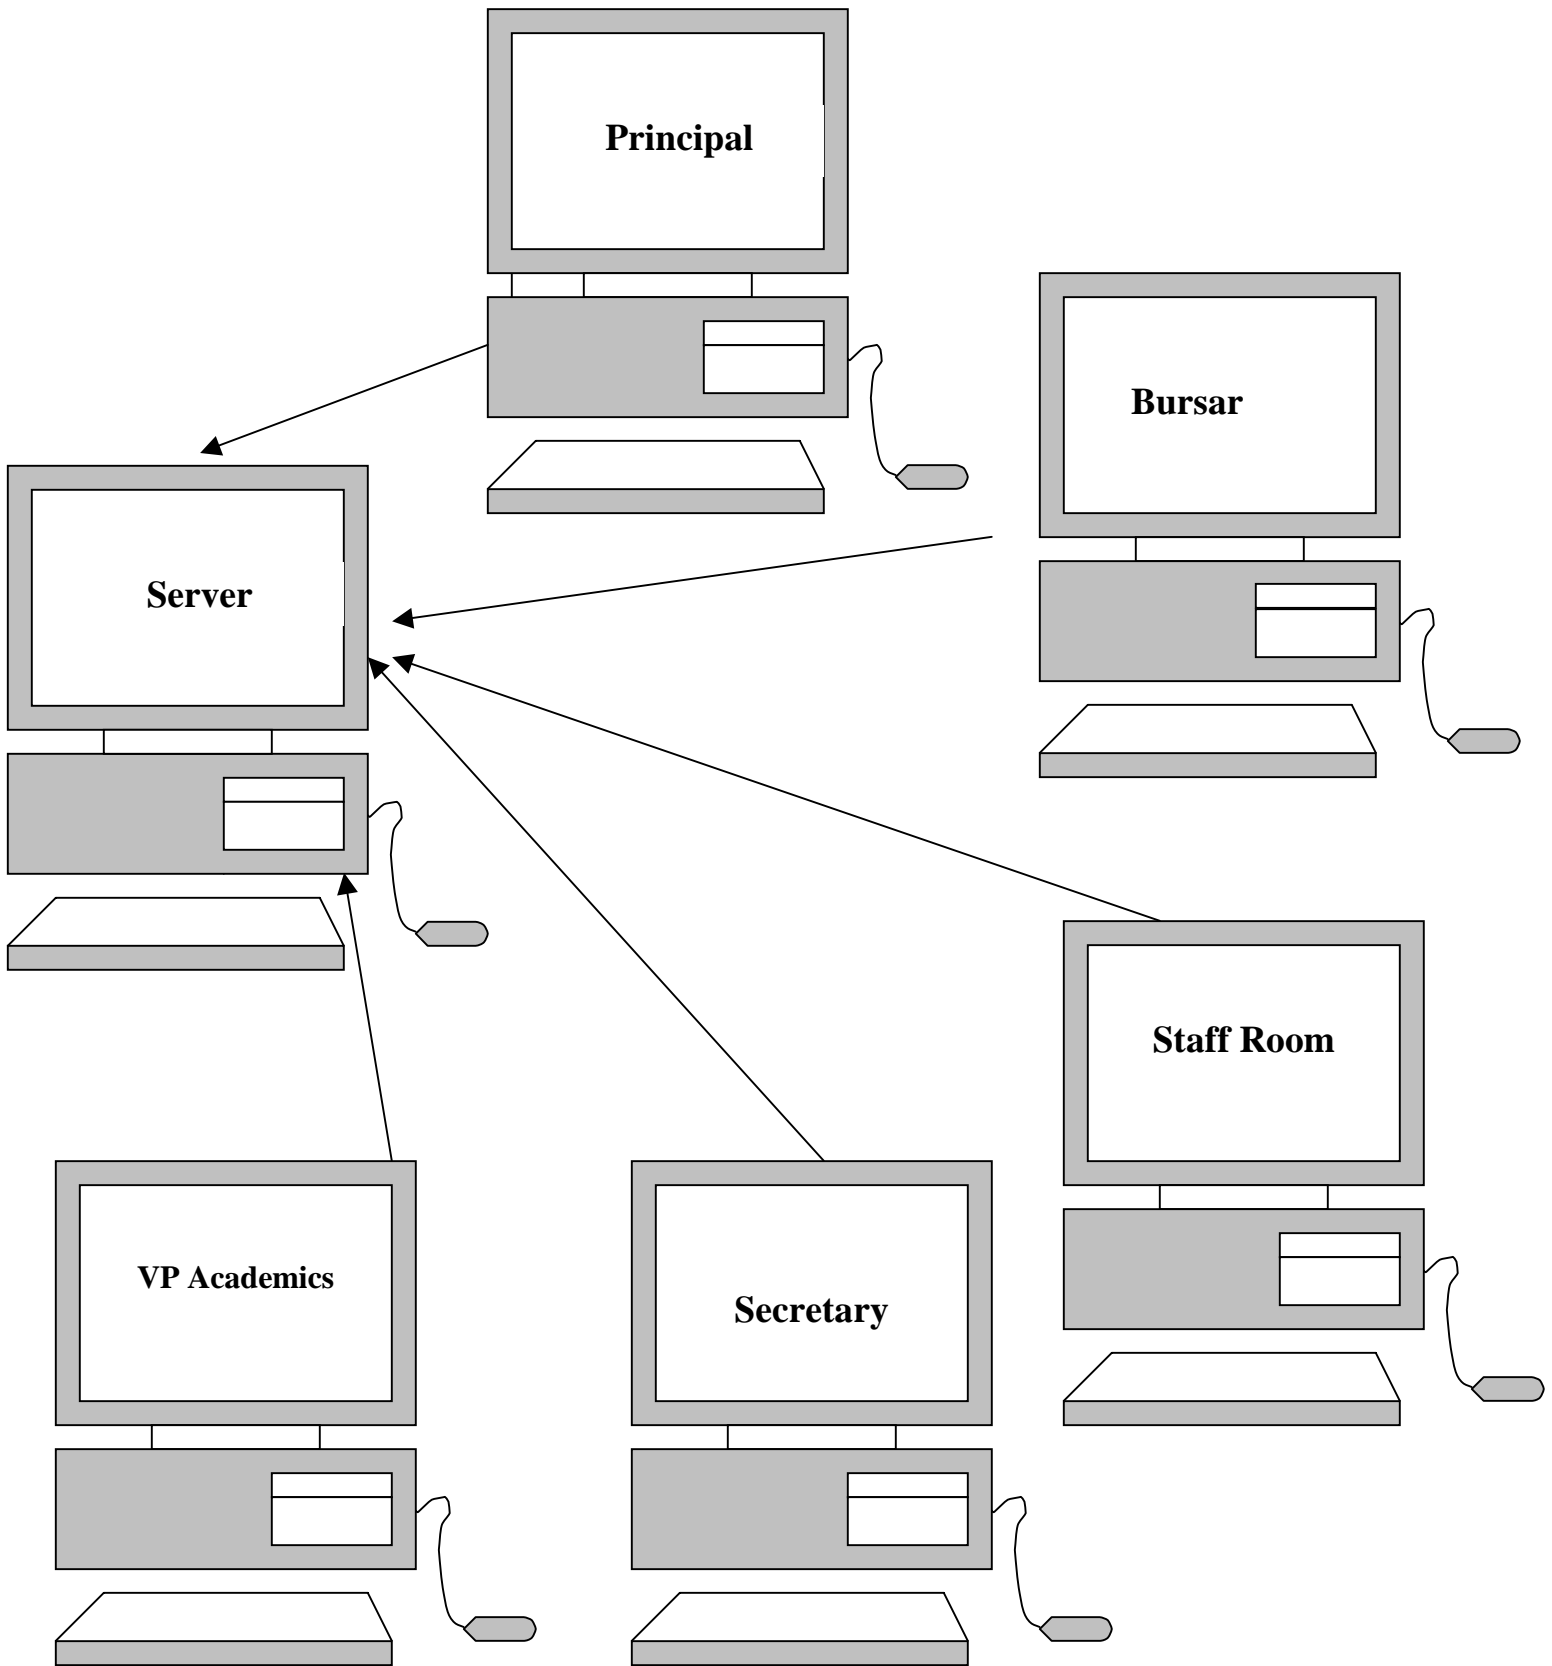 Principal
Bursar
Server
Staff Room
VP Academics
Secretary